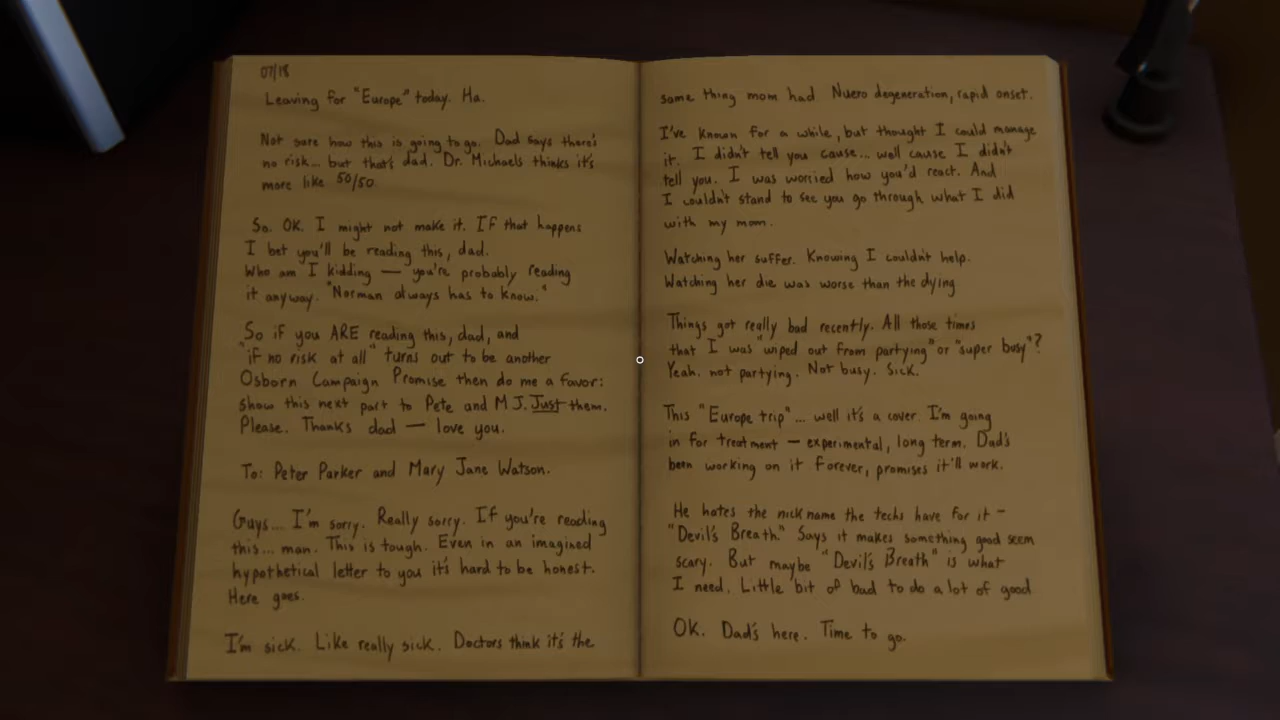 07/18
Leaving for "Europe" today. Ha.
Not sure how this is going to go. Dad says there's
no risk... but that's dad. Dr. Michaels thinks it's
more like 50/50.
So. OK. I might not make it. If that happens
I bet you'll be reading this, dad.
Who am I kidding — you're probably reading
it anyway. "Norman always has to know."
So if you ARE reading this, dad, and
"if no risk at all" turns out to be another
Osborn Campaign Promise then do me a favor:
show this next part to Pete and MJ. Just them.
Please. Thanks dad — love you.
To: Peter Parker and Mary Jane Watson.
Guys... I'm sorry. Really sorry. If you're reading
this... man. This is tough. Even in an imagined
hypothetical letter to you it's hard to be honest.
Here goes.
I'm sick. Like really sick. Doctors think it's the
same thing mom had Nuero degeneration, rapid onset.
I've known for a while, but thought I could manage
it. I didn't tell you cause... well cause I didn't
tell you. I was worried how you'd react. And
I couldn't stand to see you go through what I did
with my mom.
Watching her suffer. Knowing I couldn't help.
Watching her die was worse than the dying
Things got really bad recently. All those times
that I was "wiped out from partying" or "super busy"?
Yeah. not partying. Not busy. Sick.
This "Europe trip"... well it's a cover. I'm going
in for treatment — experimental, long term. Dad's
been working on it forever, promises it'll work.
He hates the nickname the techs have for it -
"Devil's Breath." Says it makes something good seem
scary. But maybe "Devil's Breath" is what
I need. Little bit of bad to do a lot of good
OK. Dad's here. Time to go.